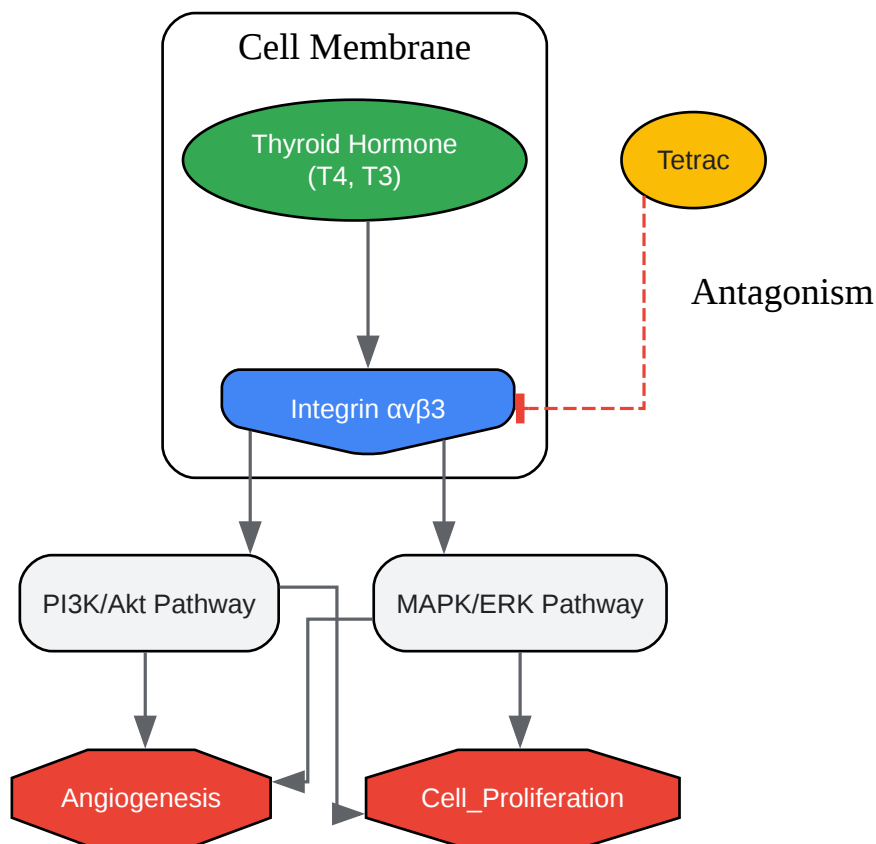 Cell Membrane
Thyroid Hormone
(T4, T3)
Tetrac
Antagonism
Integrin αvβ3
PI3K/Akt Pathway
MAPK/ERK Pathway
Angiogenesis
Cell_Proliferation